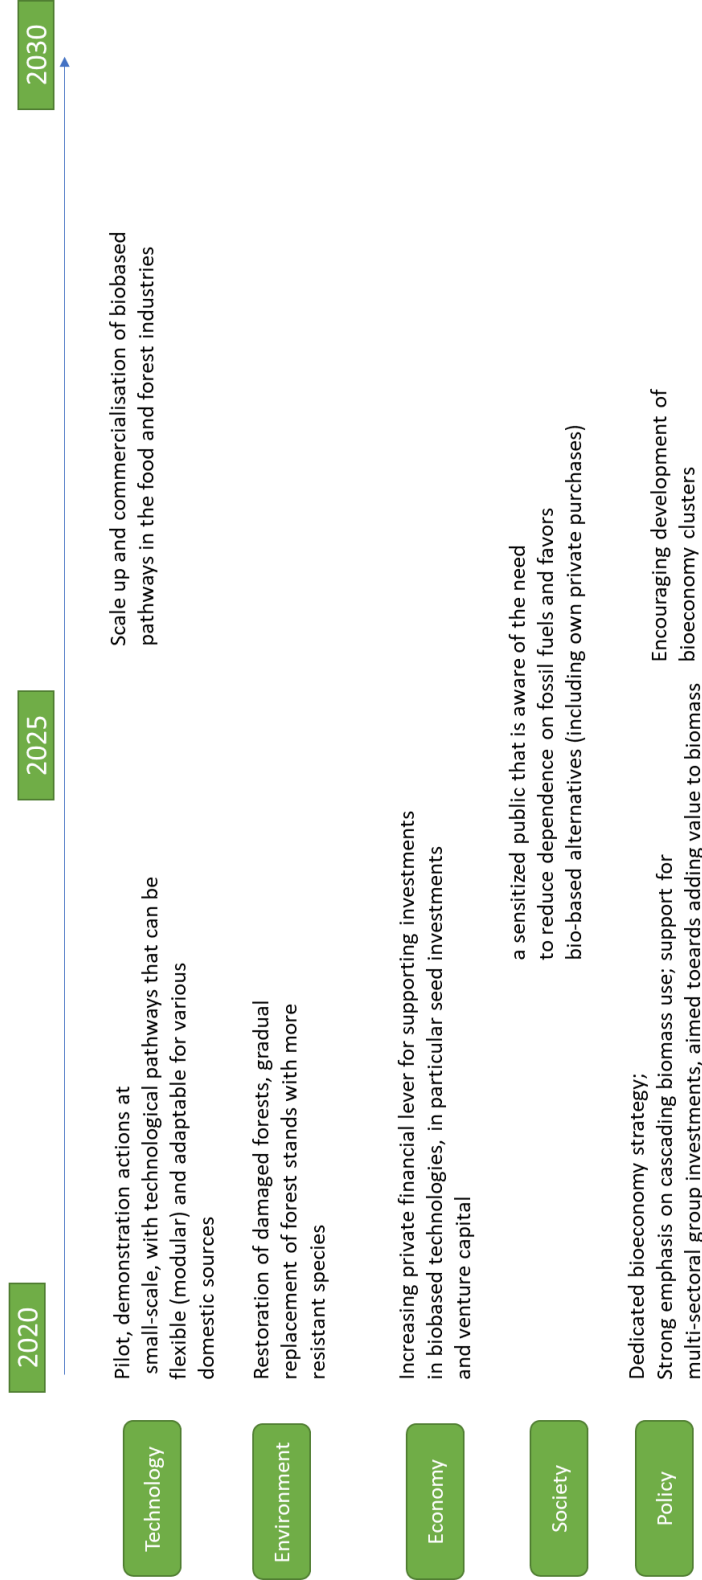 2020
2025
2030
Technology
Pilot, demonstration actions at
small-scale, with technological pathways that can be
flexible (modular) and adaptable for various
domestic sources
Scale up and commercialisation of biobased
pathways in the food and forest industries
Environment
Restoration of damaged forests, gradual
replacement of forest stands with more
resistant species
Economy
Increasing private financial lever for supporting investments
in biobased technologies, in particular seed investments
and venture capital
Society
a sensitized public that is aware of the need
to reduce dependence on fossil fuels and favors
bio-based alternatives (including own private purchases)
Policy
Dedicated bioeconomy strategy;
Strong emphasis on cascading biomass use; support for
multi-sectoral group investments, aimed toeards adding value to biomass
Encouraging development of
bioeconomy clusters